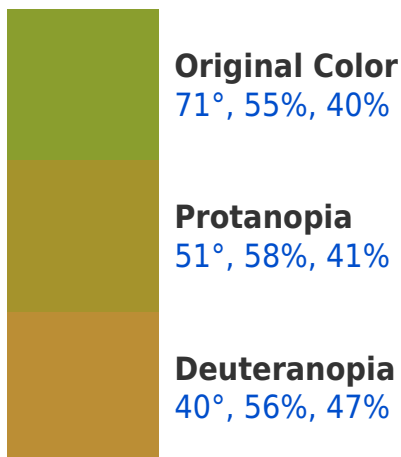 Original Color
71°, 55%, 40%
Protanopia
51°, 58%, 41%
Deuteranopia
40°, 56%, 47%